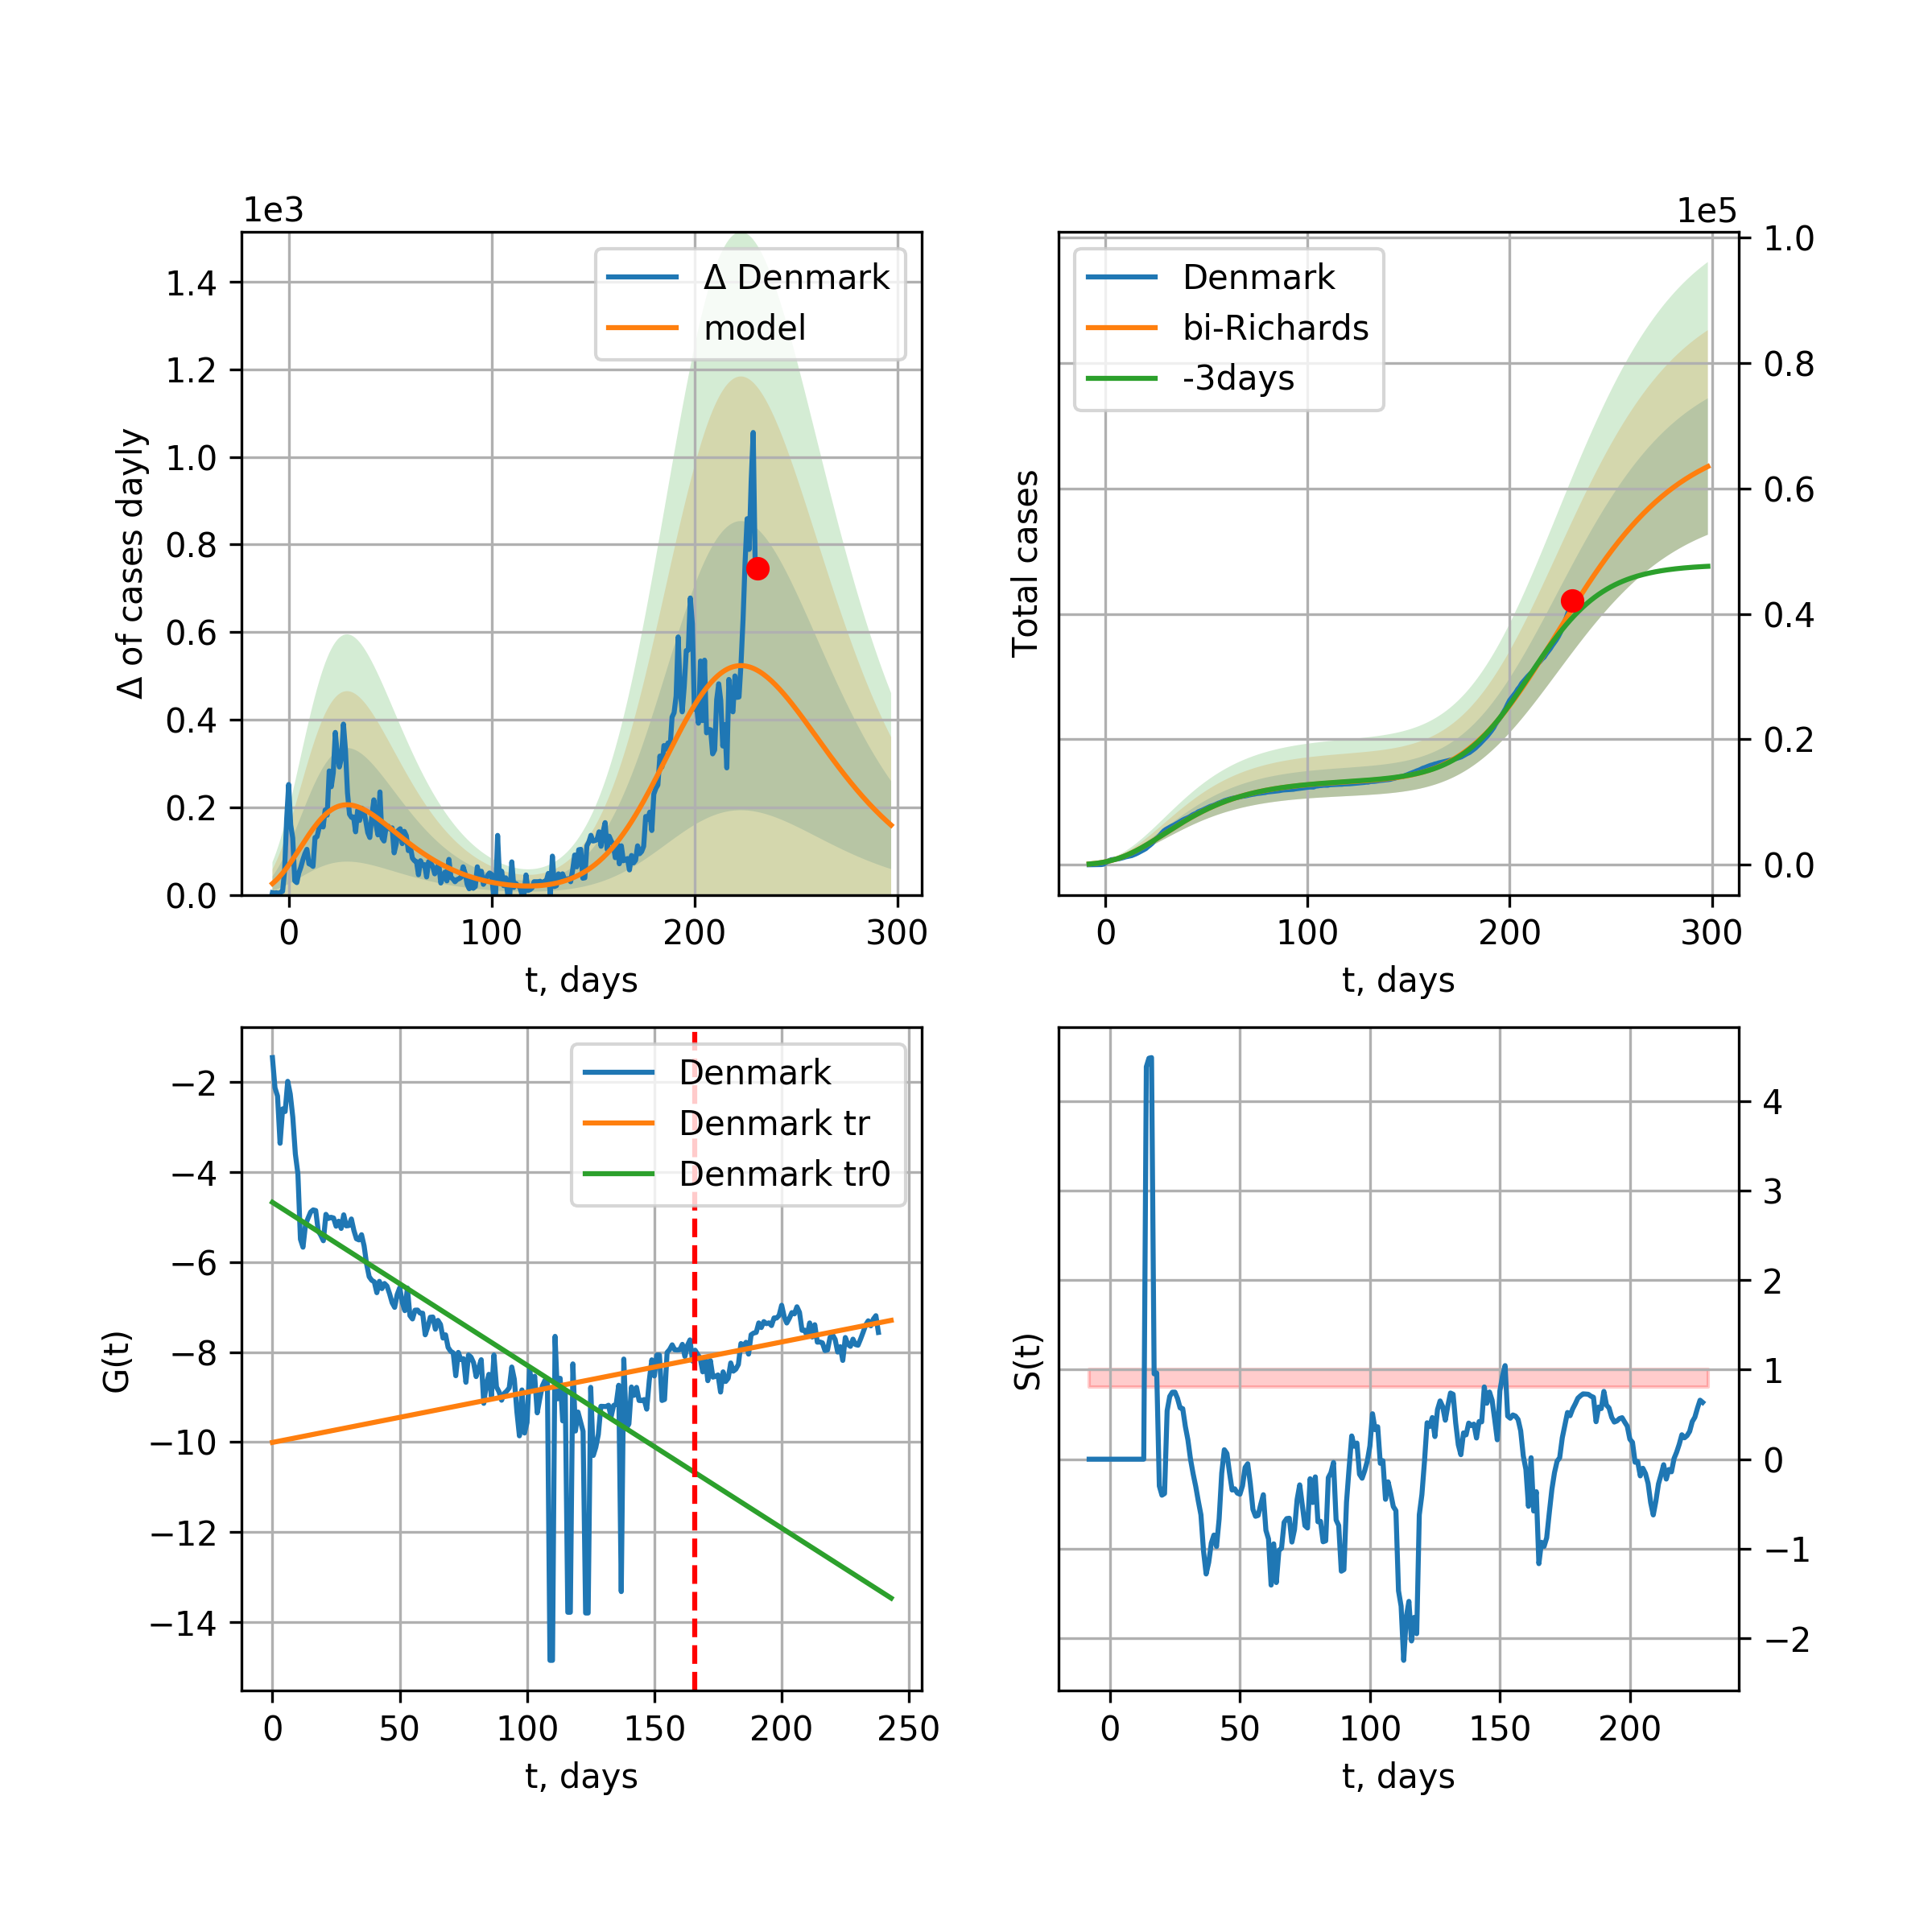 1e3
Δ of cases dayly
1.4
1.2
1.0
0.8
0.6
0.4
0.2
0.0
Δ Denmark
model
0 100 200 300
t, days
1e5
Total cases
Denmark
bi-Richards
-3days
1.0
0.8
0.6
0.4
0.2
0.0
0 100 200 300
t, days
G(t)
−2
−4
−6
−8
−10
−12
−14
Denmark
Denmark tr
Denmark tr0
0 50 100 150 200 250
t, days
S(t)
4
3
2
1
0
−1
−2
0 50 100 150 200
t, days